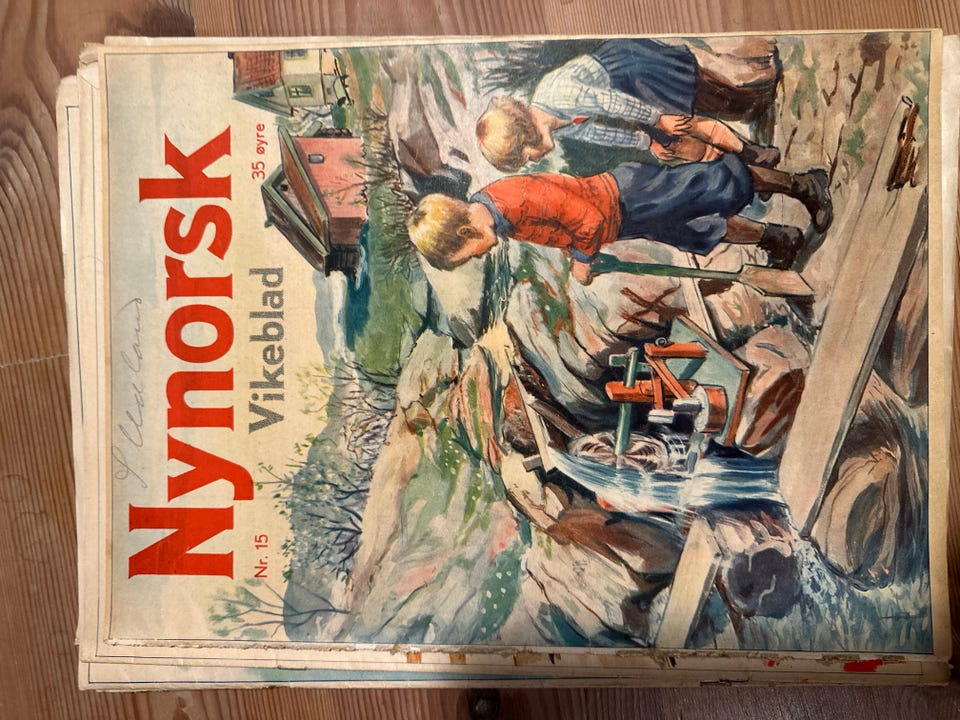 Nynorsk
Vikeblad
Nr. 15
35 øyre